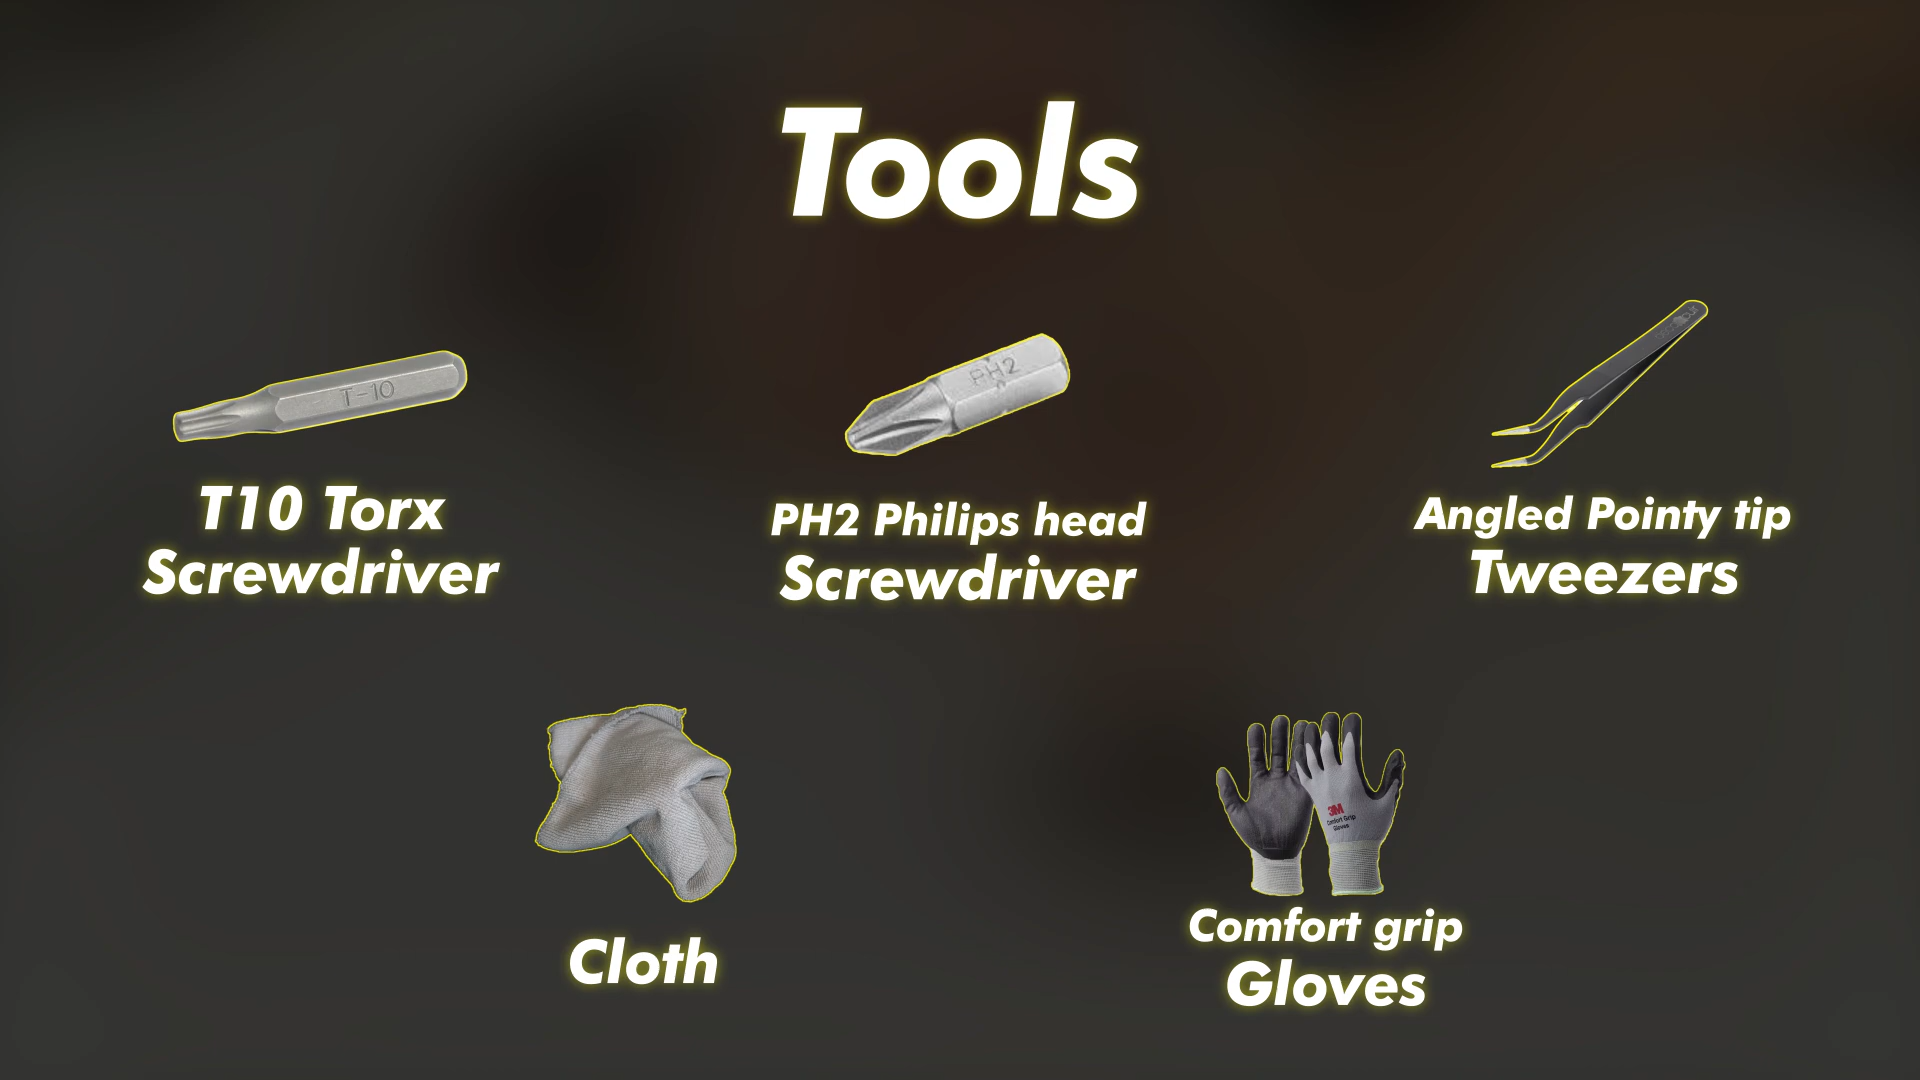 Tools
T-10
T10 Torx
Screwdriver
PH2
PH2 Philips head
Screwdriver
Angled Pointy tip
Tweezers
Cloth
3M
Comfort Grip
Gloves
Comfort grip
Gloves